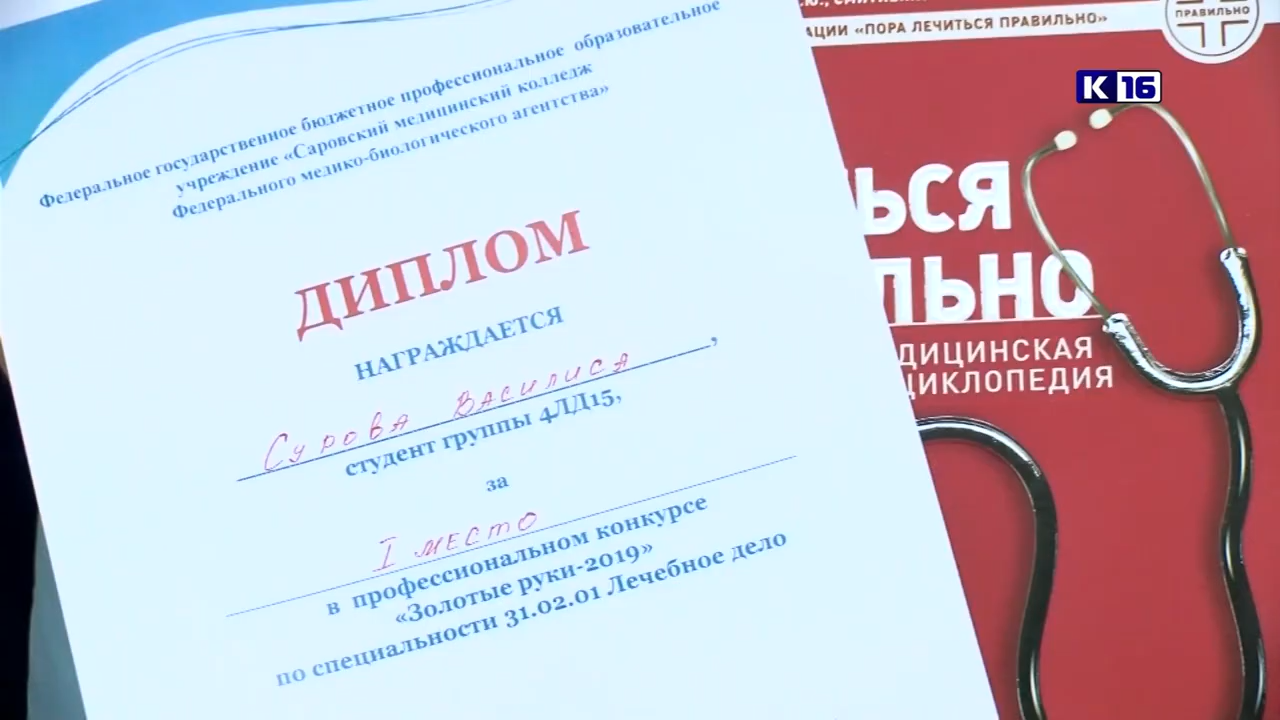 Федеральное государственное бюджетное профессиональное образовательное
учреждение «Саровский медицинский колледж
Федерального медико-биологического агентства»
ДИПЛОМ
НАГРАЖДАЕТСЯ
Сурова Василиса,
студент группы 4ЛД15,
за
I место
в профессиональном конкурсе
«Золотые руки-2019»
по специальности 31.02.01 Лечебное дело
АЦИИ «ПОРА ЛЕЧИТЬСЯ ПРАВИЛЬНО»
ПРАВИЛЬНО
К 16
ЬСЯ
ЛЬНО
ДИЦИНСКАЯ
ЦИКЛОПЕДИЯ